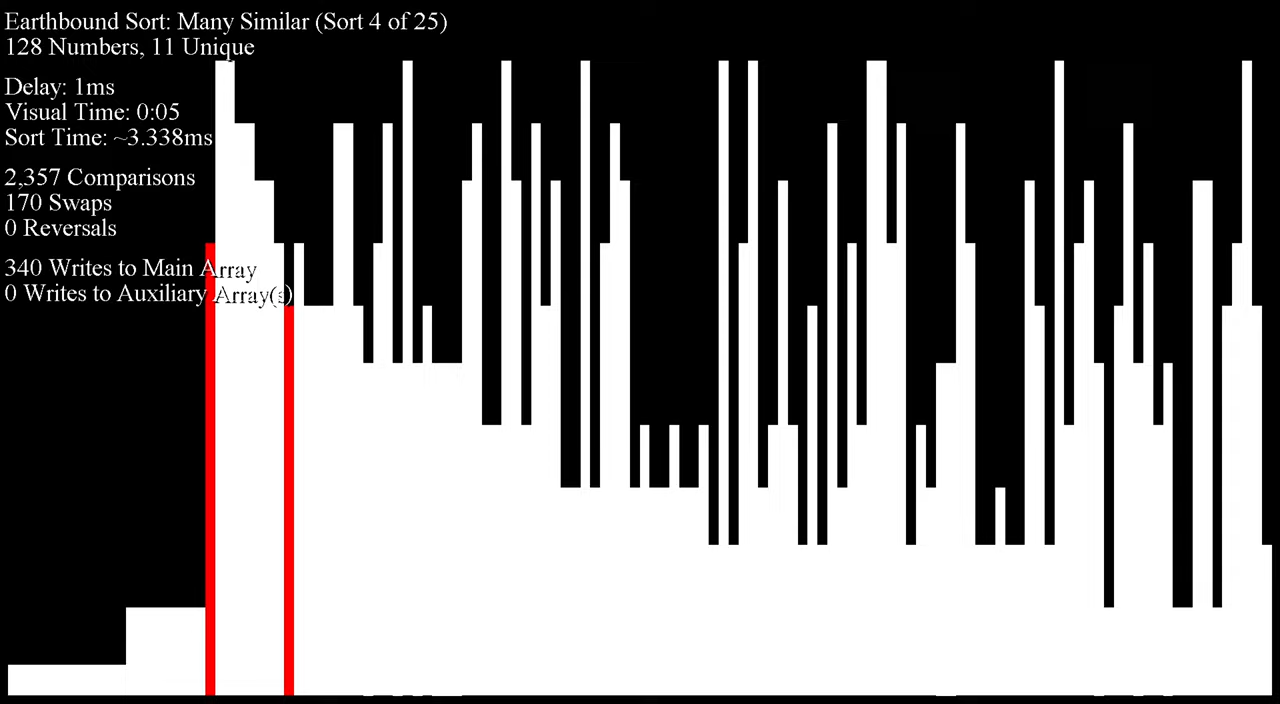 Earthbound Sort: Many Similar (Sort 4 of 25)
128 Numbers, 11 Unique
Delay: 1ms
Visual Time: 0:05
Sort Time: ~3.338ms
2,357 Comparisons
170 Swaps
0 Reversals
340 Writes to Main Array
0 Writes to Auxiliary Array(s)